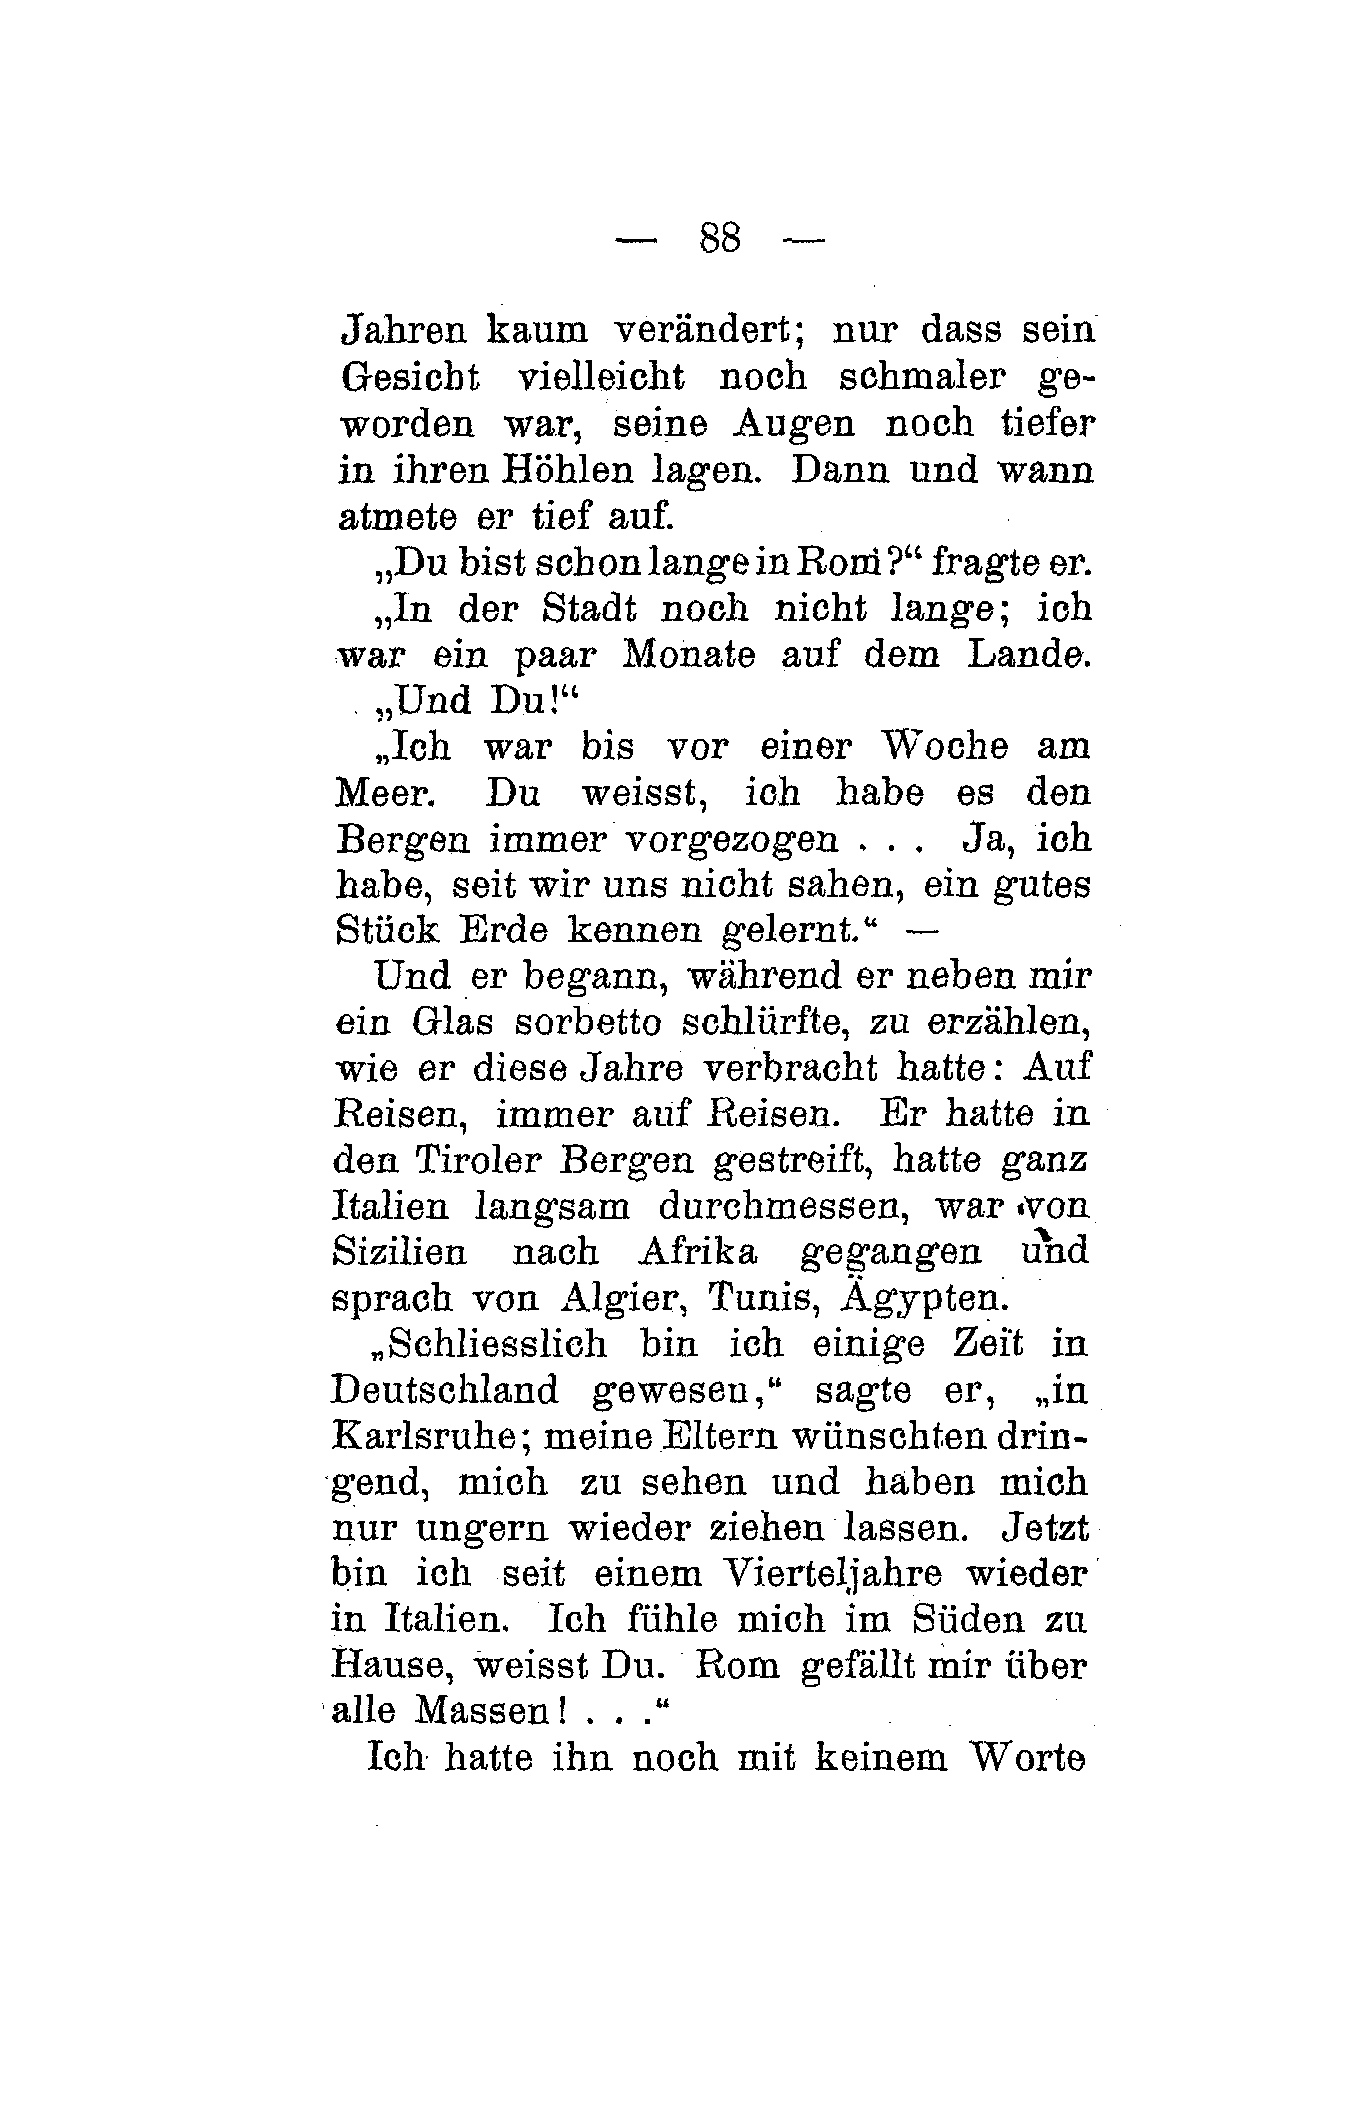 — 88 —
Jahren kaum verändert; nur dass sein
Gesicht vielleicht noch schmaler ge-
worden war, seine Augen noch tiefer
in ihren Höhlen lagen. Dann und wann
atmete er tief auf.
„Du bist schon lange in Rom?“ fragte er.
„In der Stadt noch nicht lange; ich
war ein paar Monate auf dem Lande.
„Und Du!“
„Ich war bis vor einer Woche am
Meer. Du weisst, ich habe es den
Bergen immer vorgezogen . . . Ja, ich
habe, seit wir uns nicht sahen, ein gutes
Stück Erde kennen gelernt.“ —
Und er begann, während er neben mir
ein Glas sorbetto schlürfte, zu erzählen,
wie er diese Jahre verbracht hatte: Auf
Reisen, immer auf Reisen. Er hatte in
den Tiroler Bergen gestreift, hatte ganz
Italien langsam durchmessen, war von
Sizilien nach Afrika gegangen und
sprach von Algier, Tunis, Ägypten.
„Schliesslich bin ich einige Zeit in
Deutschland gewesen,“ sagte er, „in
Karlsruhe; meine Eltern wünschten drin-
gend, mich zu sehen und haben mich
nur ungern wieder ziehen lassen. Jetzt
bin ich seit einem Vierteljahre wieder
in Italien. Ich fühle mich im Süden zu
Hause, weisst Du. Rom gefällt mir über
alle Massen! . . .“
Ich hatte ihn noch mit keinem Worte